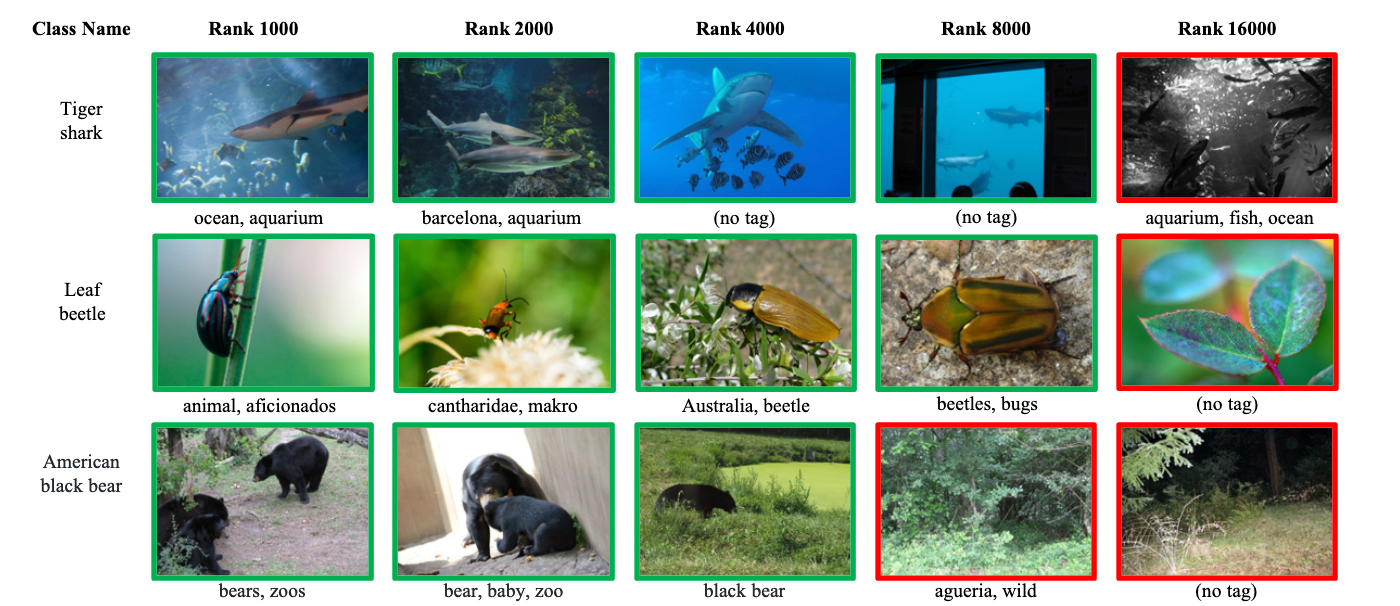 Class Name Rank 1000 Rank 2000 Rank 4000 Rank 8000 Rank 16000
Tiger
shark
ocean, aquarium barcelona, aquarium (no tag) (no tag) aquarium, fish, ocean
Leaf
beetle
animal, aficionados cantharidae, makro Australia, beetle beetles, bugs (no tag)
American
black bear
bears, zoos bear, baby, zoo black bear agueria, wild (no tag)